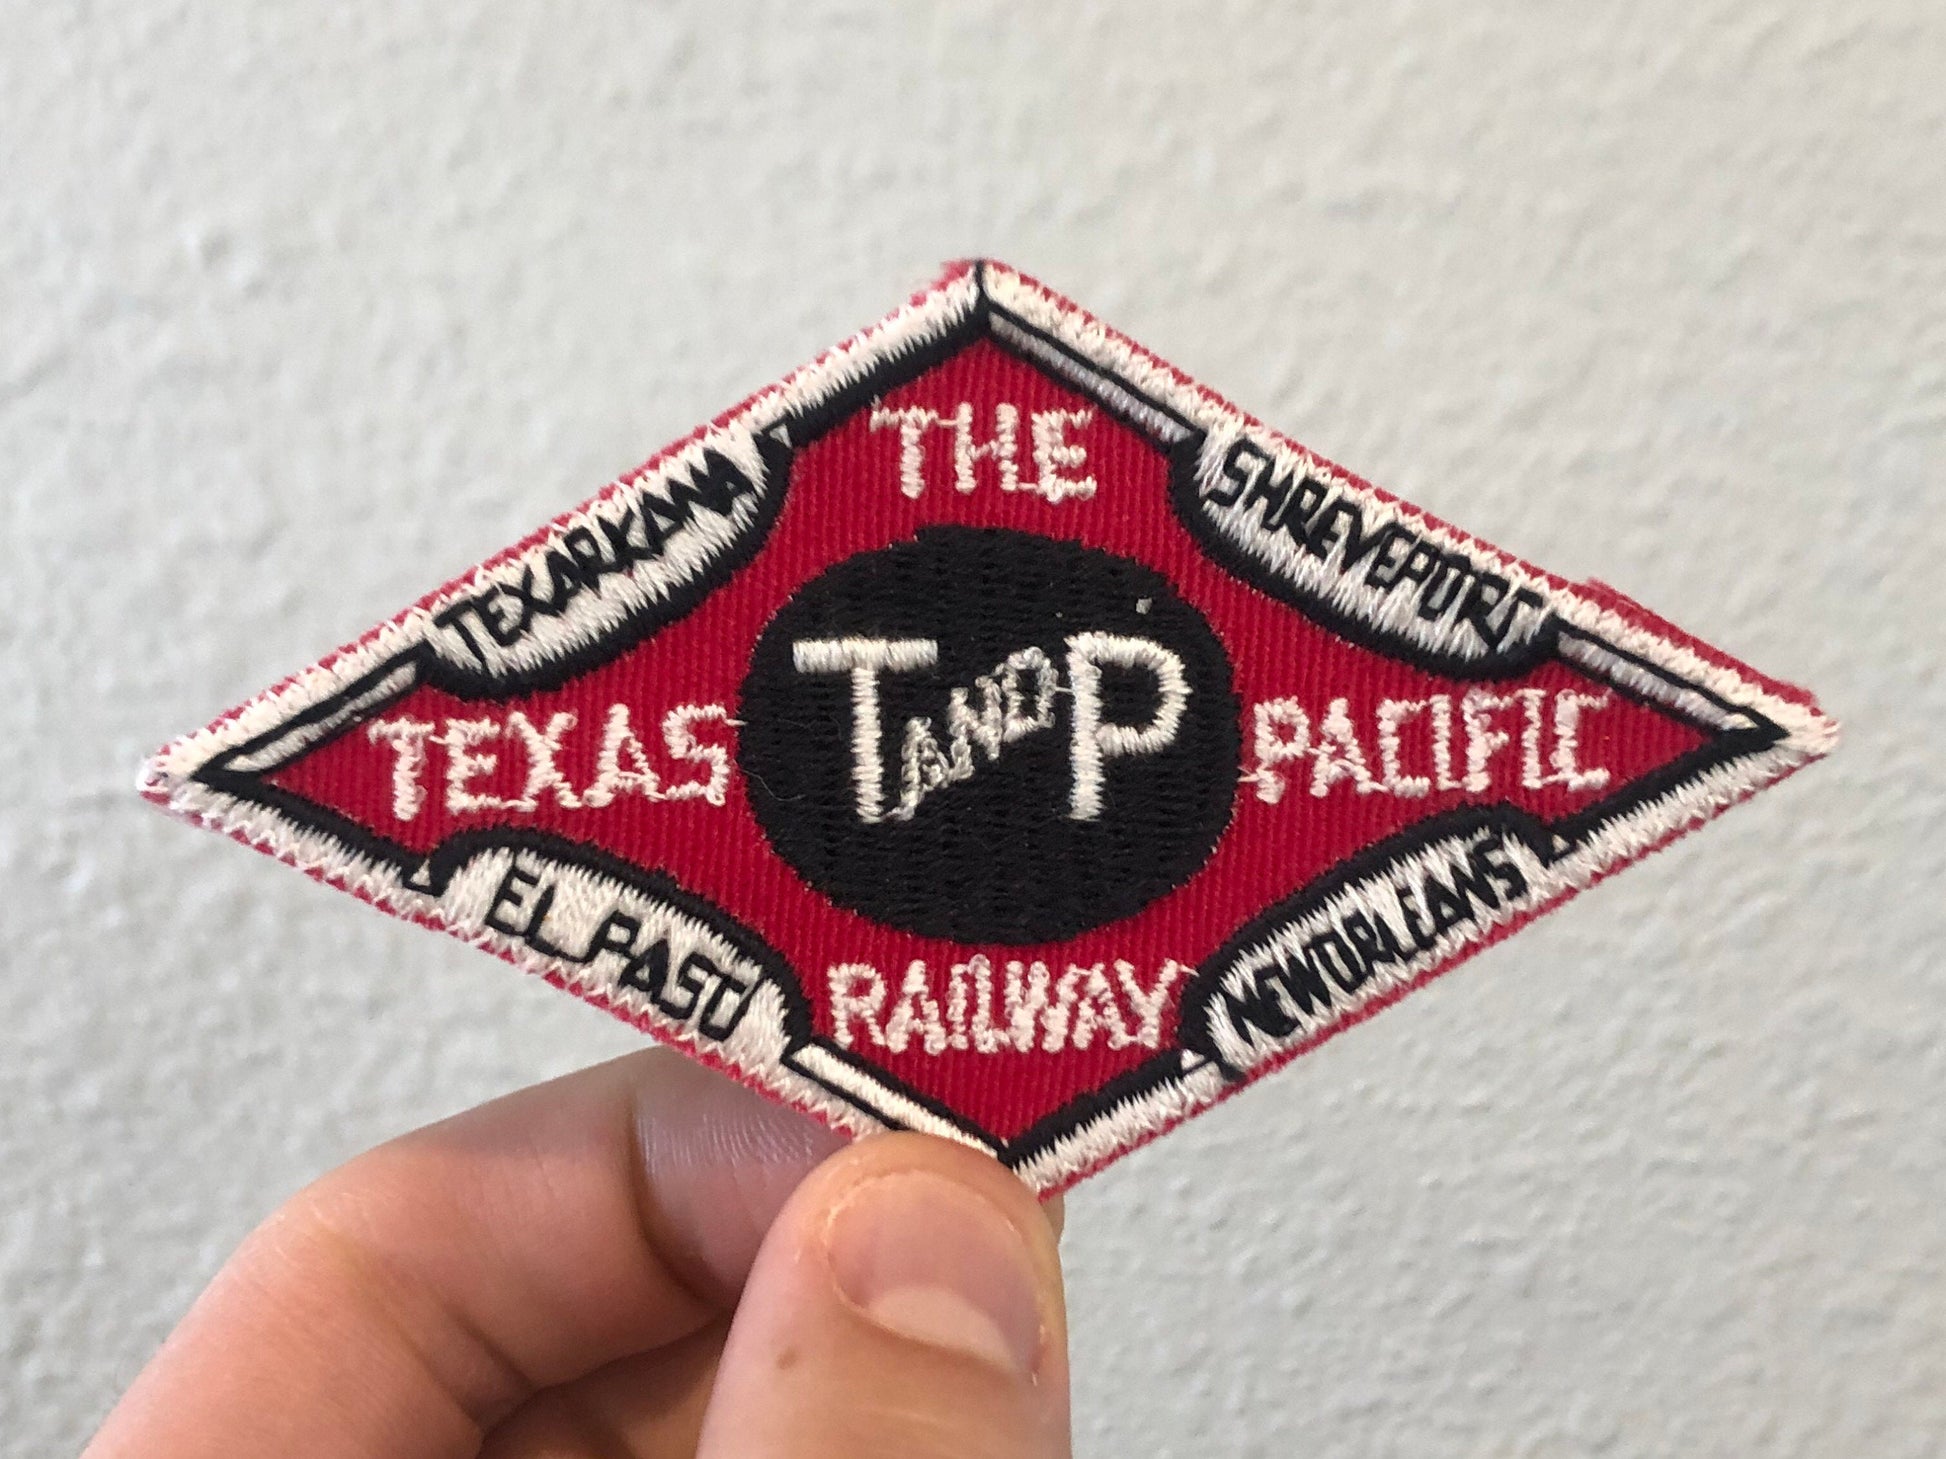 THE
TEXARKANA
SHREVEPORT
TEXAS
T AND P
PACIFIC
EL PASO
NEW ORLEANS
RAILWAY